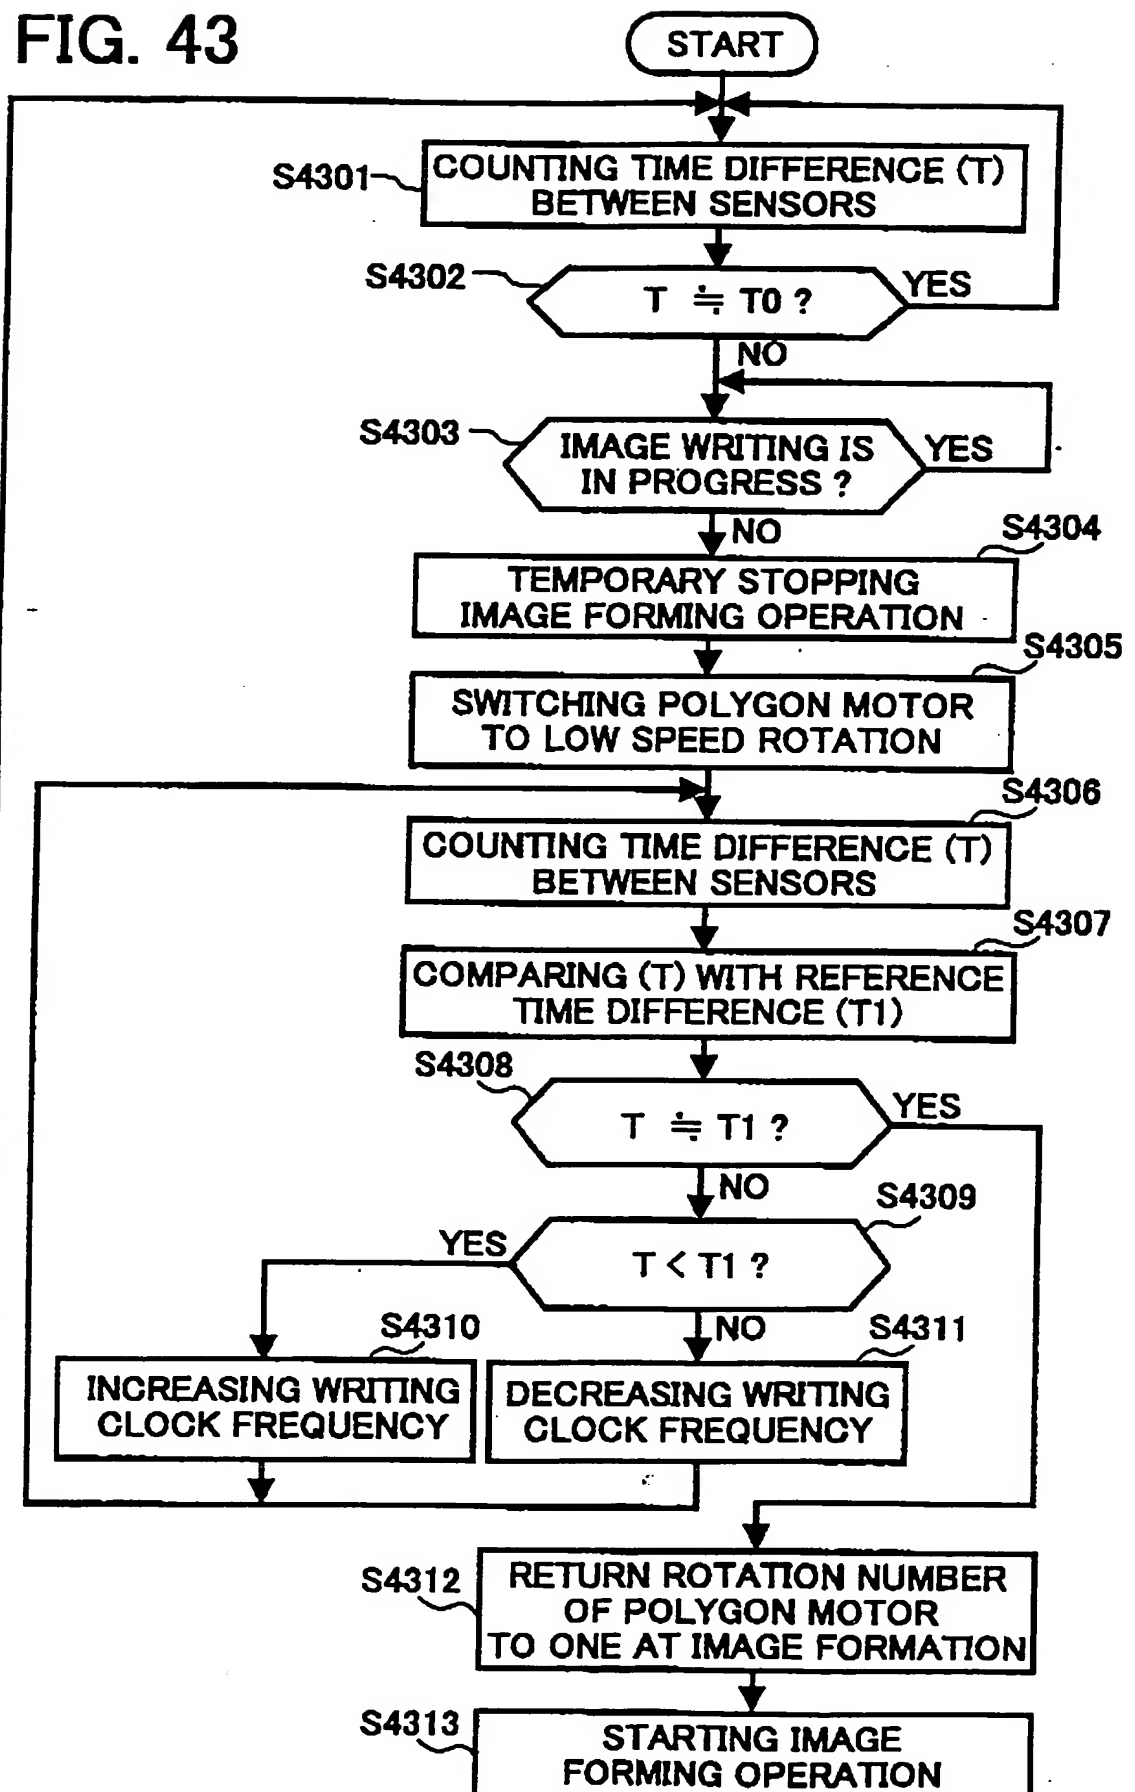 FIG. 43
START
S4301
COUNTING TIME DIFFERENCE (T)
BETWEEN SENSORS
S4302
T ≒ T0 ?
YES
NO
S4303
IMAGE WRITING IS
IN PROGRESS ?
YES
NO
S4304
TEMPORARY STOPPING
IMAGE FORMING OPERATION
S4305
SWITCHING POLYGON MOTOR
TO LOW SPEED ROTATION
S4306
COUNTING TIME DIFFERENCE (T)
BETWEEN SENSORS
S4307
COMPARING (T) WITH REFERENCE
TIME DIFFERENCE (T1)
S4308
T ≒ T1 ?
YES
NO
S4309
YES
T < T1 ?
NO
S4310
INCREASING WRITING
CLOCK FREQUENCY
S4311
DECREASING WRITING
CLOCK FREQUENCY
S4312
RETURN ROTATION NUMBER
OF POLYGON MOTOR
TO ONE AT IMAGE FORMATION
S4313
STARTING IMAGE
FORMING OPERATION